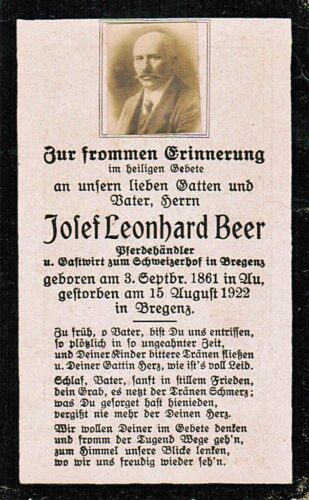 Zur frommen Erinnerung
im heiligen Gebete
an unsern lieben Gatten und
Vater, Herrn
Josef Leonhard Beer
Pferdehändler
u. Gastwirt zum Schweizerhof in Bregenz
geboren am 3. Septbr. 1861 in Au,
gestorben am 15 August 1922
in Bregenz.
Zu früh, o Vater, bist Du uns entrissen,
so plötzlich in so ungeahnter Zeit,
und Deiner Kinder bittere Tränen fließen
u. Deiner Gattin Herz, wie ist's voll Leid.
Schlaf, Vater, sanft in stillem Frieden,
dein Grab, es netzt der Tränen Schmerz;
was Du gesorget hast hienieden,
vergißt nie mehr der Deinen Herz.
Wir wollen Deiner im Gebete denken
und fromm der Tugend Wege geh'n,
zum Himmel unsere Blicke lenken,
wo wir uns freudig wieder seh'n.